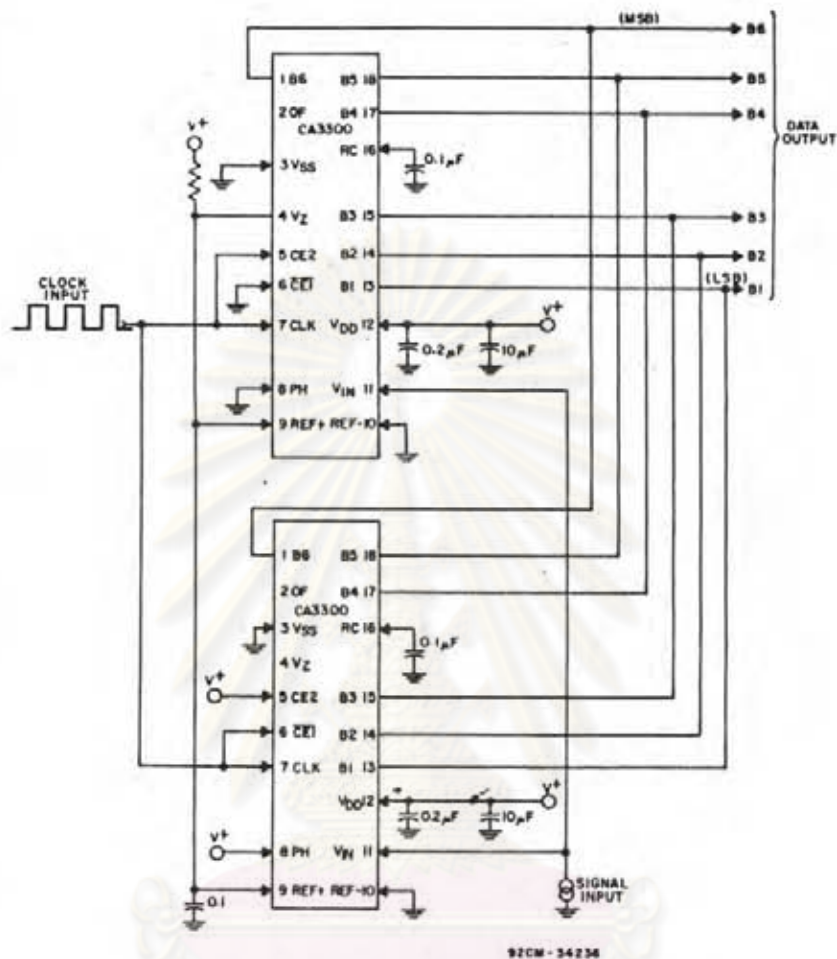 (MSB)
B6
1 B6 B5 18
B5
2 OF B4 17
B4
CA3300
DATA
OUTPUT
V+
RC 16
0.1μF
3 VSS
4 VZ B3 15
B3
5 CE2 B2 14
B2
CLOCK
INPUT
6 C̅E̅1̅ B1 13
(LSB)
B1
7 CLK VDD 12
V+
0.2μF
10μF
8 PH VIN 11
9 REF+ REF-10
1 B6 B5 18
2 OF B4 17
CA3300
3 VSS RC 16
0.1μF
4 VZ
V+
5 CE2 B3 15
6 C̅E̅1̅ B2 14
7 CLK B1 13
VDD 12
V+
0.2μF
10μF
V+
8 PH VIN 11
9 REF+ REF-10
0.1
SIGNAL
INPUT
92CM-34236